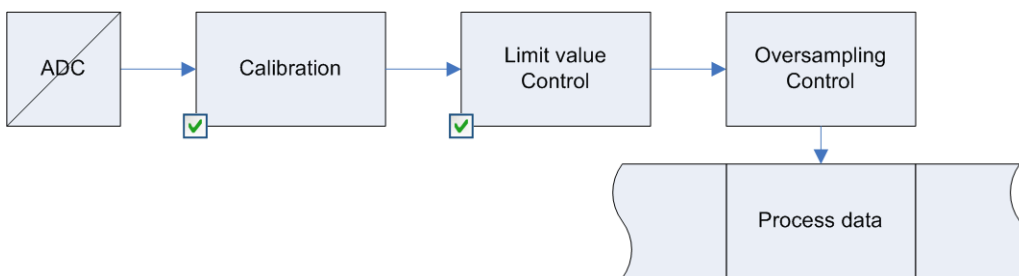 ADC
Calibration
Limit value
Control
Oversampling
Control
Process data